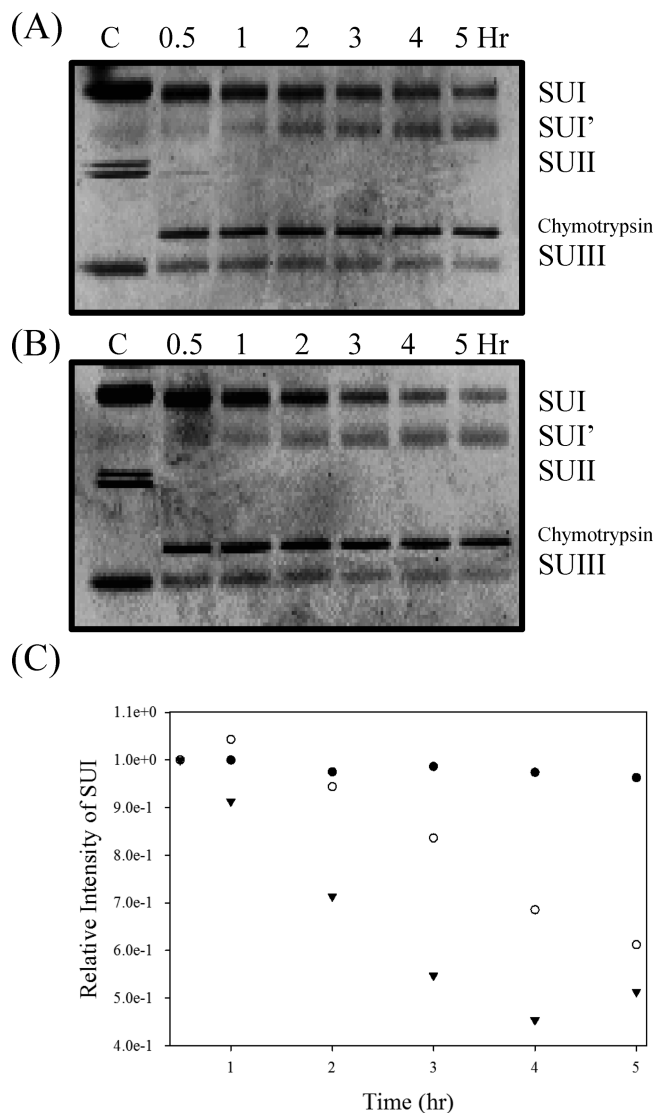 (A)
C 0.5 1 2 3 4 5 Hr
SUI
SUI'
SUII
Chymotrypsin
SUIII
(B)
C 0.5 1 2 3 4 5 Hr
SUI
SUI'
SUII
Chymotrypsin
SUIII
(C)
Relative Intensity of SUI
1.1e+0
1.0e+0
9.0e-1
8.0e-1
7.0e-1
6.0e-1
5.0e-1
4.0e-1
1 2 3 4 5
Time (hr)